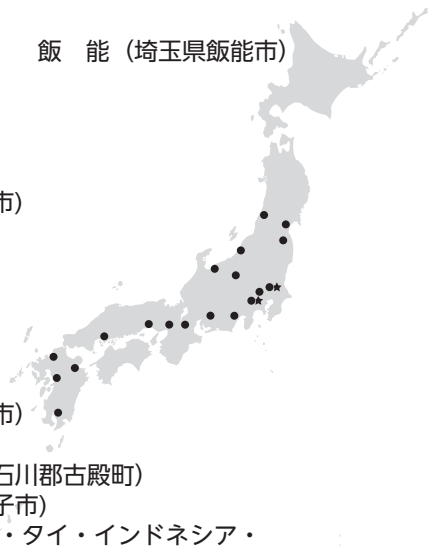 飯　能（埼玉県飯能市）
市）
市）
石川郡古殿町）
子市）
・タイ・インドネシア・